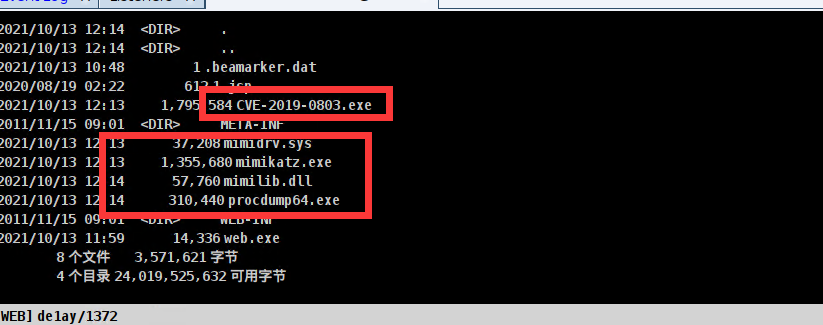 2021/10/13 12:14 <DIR> .
2021/10/13 12:14 <DIR> ..
2021/10/13 10:48 1 .beamarker.dat
2020/08/19 02:22 612 1.jsp
2021/10/13 12:13 1,795,584 CVE-2019-0803.exe
2011/11/15 09:01 <DIR> META-INF
2021/10/13 12:13 37,208 mimidrv.sys
2021/10/13 12:13 1,355,680 mimikatz.exe
2021/10/13 12:14 57,760 mimilib.dll
2021/10/13 12:14 310,440 procdump64.exe
2011/11/15 09:01 <DIR> WEB-INF
2021/10/13 11:59 14,336 web.exe
8 个文件 3,571,621 字节
4 个目录 24,019,525,632 可用字节
WEB] de1ay/1372